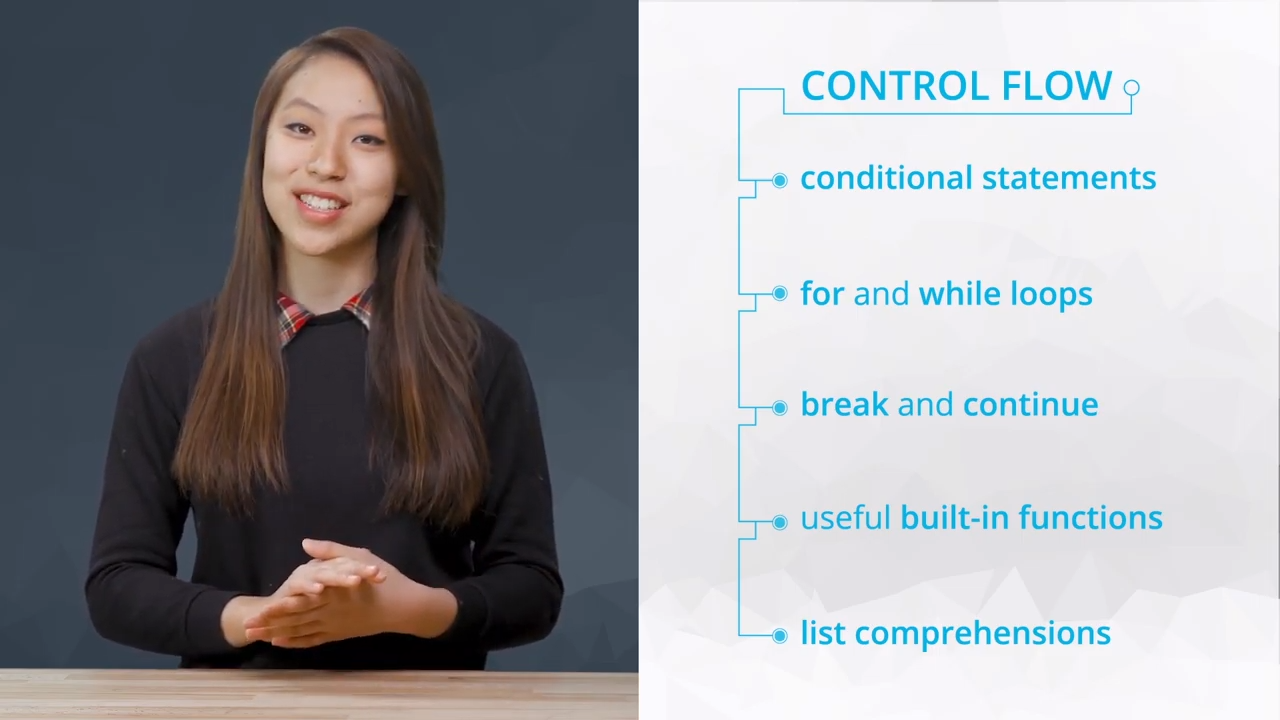 CONTROL FLOW
conditional statements
for and while loops
break and continue
useful built-in functions
list comprehensions